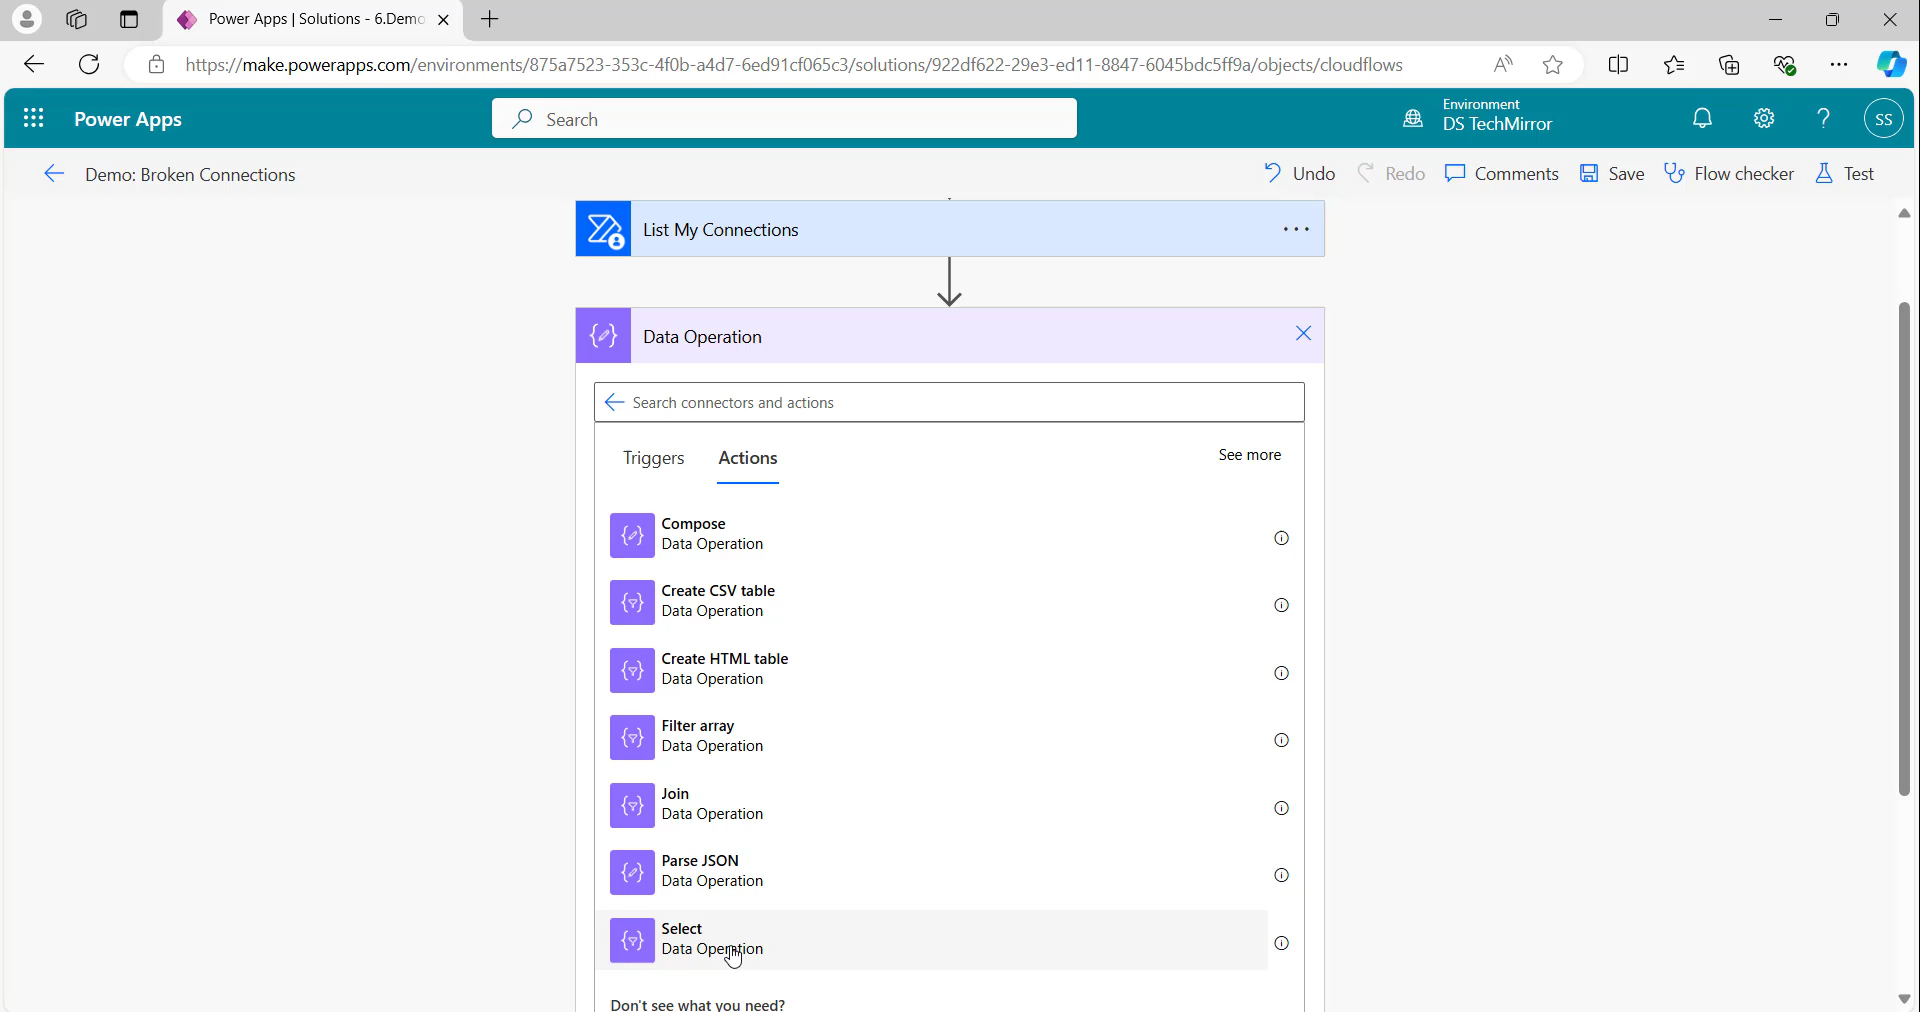 Power Apps | Solutions - 6.Demo
https://make.powerapps.com/environments/875a7523-353c-4f0b-a4d7-6ed91cf065c3/solutions/922df622-29e3-ed11-8847-6045bdc5ff9a/objects/cloudflows
Power Apps
Search
Environment
DS TechMirror
SS
Demo: Broken Connections
Undo
Redo
Comments
Save
Flow checker
Test
List My Connections
Data Operation
Search connectors and actions
Triggers
Actions
See more
Compose
Data Operation
Create CSV table
Data Operation
Create HTML table
Data Operation
Filter array
Data Operation
Join
Data Operation
Parse JSON
Data Operation
Select
Data Operation
Don't see what you need?